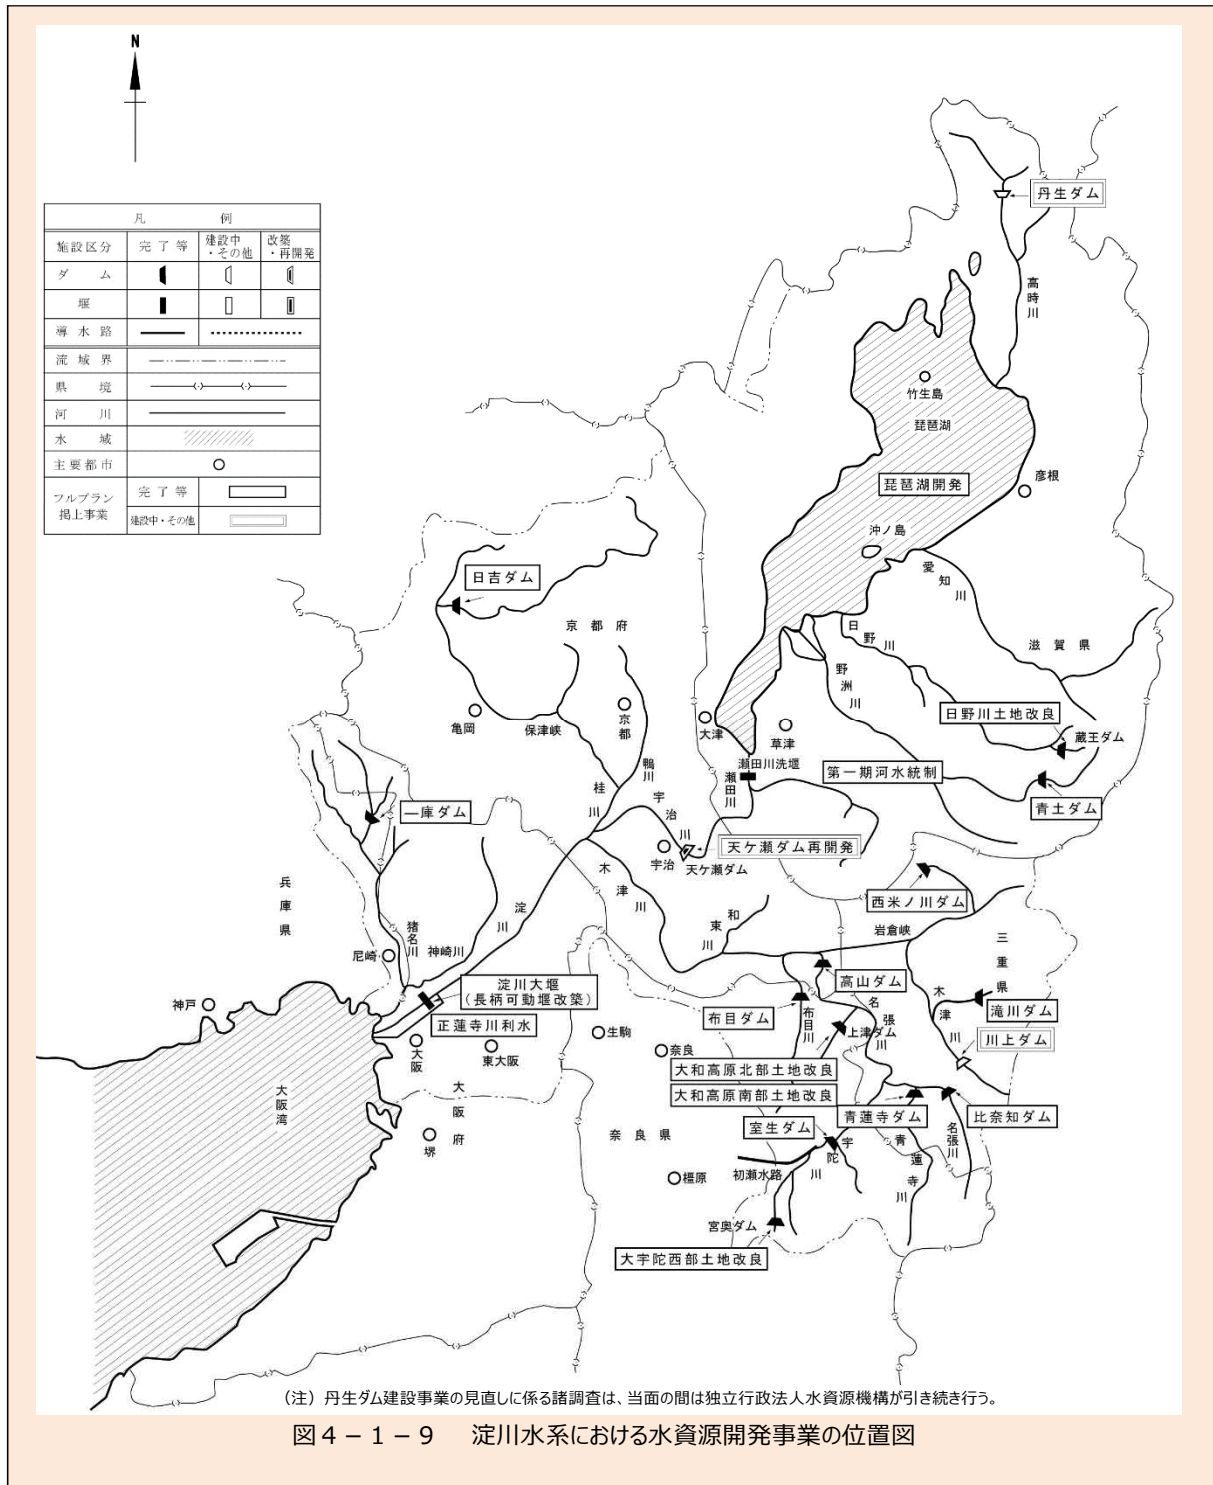 N
凡 例
施設区分 完了等 建設中・その他 改築・再開発
ダム
堰
導水路
流域界
県境
河川
水域
主要都市
フルプラン掲上事業 完了等
建設中・その他
丹生ダム
高時川
竹生島
琵琶湖
彦根
琵琶湖開発
沖ノ島
愛知川
日吉ダム
京都府
日野川
滋賀県
野洲川
亀岡
保津峡
京都
大津
草津
日野川土地改良
蔵王ダム
鴨川
瀬田川洗堰
瀬田川
第一期河水統制
青土ダム
桂川
宇治川
一庫ダム
宇治
天ケ瀬ダム
天ケ瀬ダム再開発
兵庫県
木津川
西米ノ川ダム
淀川
和束川
岩倉峡
猪名川
神崎川
尼崎
三重県
高山ダム
神戸
淀川大堰
(長柄可動堰改築)
布目ダム
布目川
名張川
木津川
滝川ダム
正蓮寺川利水
上津ダム
川上ダム
生駒
大阪
東大阪
奈良
大和高原北部土地改良
大和高原南部土地改良
大阪湾
大阪府
青蓮寺ダム
比奈知ダム
室生ダム
堺
奈良県
宇陀川
青蓮寺川
名張川
初瀬水路
橿原
宮奥ダム
大宇陀西部土地改良
（注）丹生ダム建設事業の見直しに係る諸調査は、当面の間は独立行政法人水資源機構が引き続き行う。
図４－１－９ 淀川水系における水資源開発事業の位置図